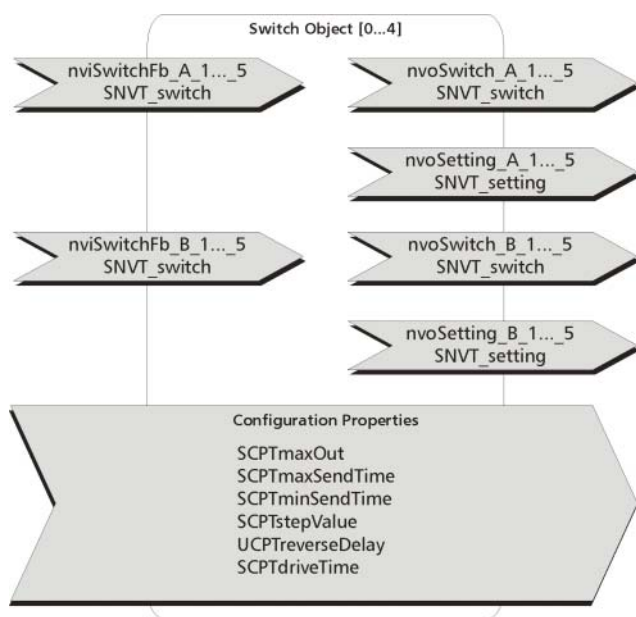 Switch Object [0...4]
nviSwitchFb_A_1..._5
SNVT_switch
nvoSwitch_A_1..._5
SNVT_switch
nvoSetting_A_1..._5
SNVT_setting
nviSwitchFb_B_1..._5
SNVT_switch
nvoSwitch_B_1..._5
SNVT_switch
nvoSetting_B_1..._5
SNVT_setting
Configuration Properties
SCPTmaxOut
SCPTmaxSendTime
SCPTminSendTime
SCPTstepValue
UCPTreverseDelay
SCPTdriveTime